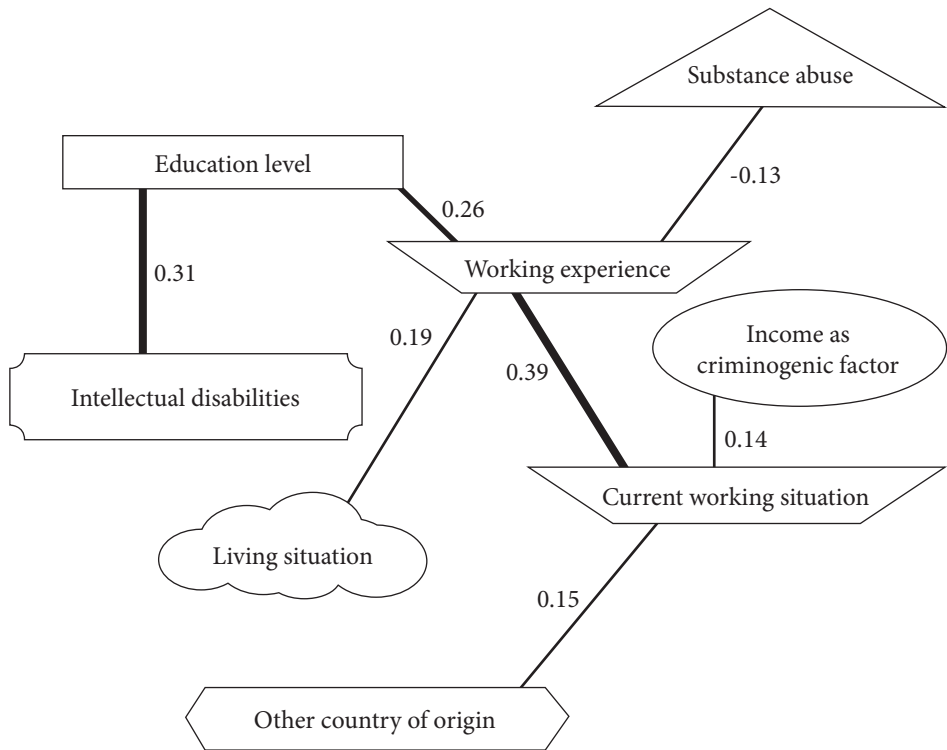 Substance abuse
Education level
-0.13
0.26
Working experience
0.31
0.19
Income as
criminogenic factor
0.39
Intellectual disabilities
0.14
Current working situation
Living situation
0.15
Other country of origin